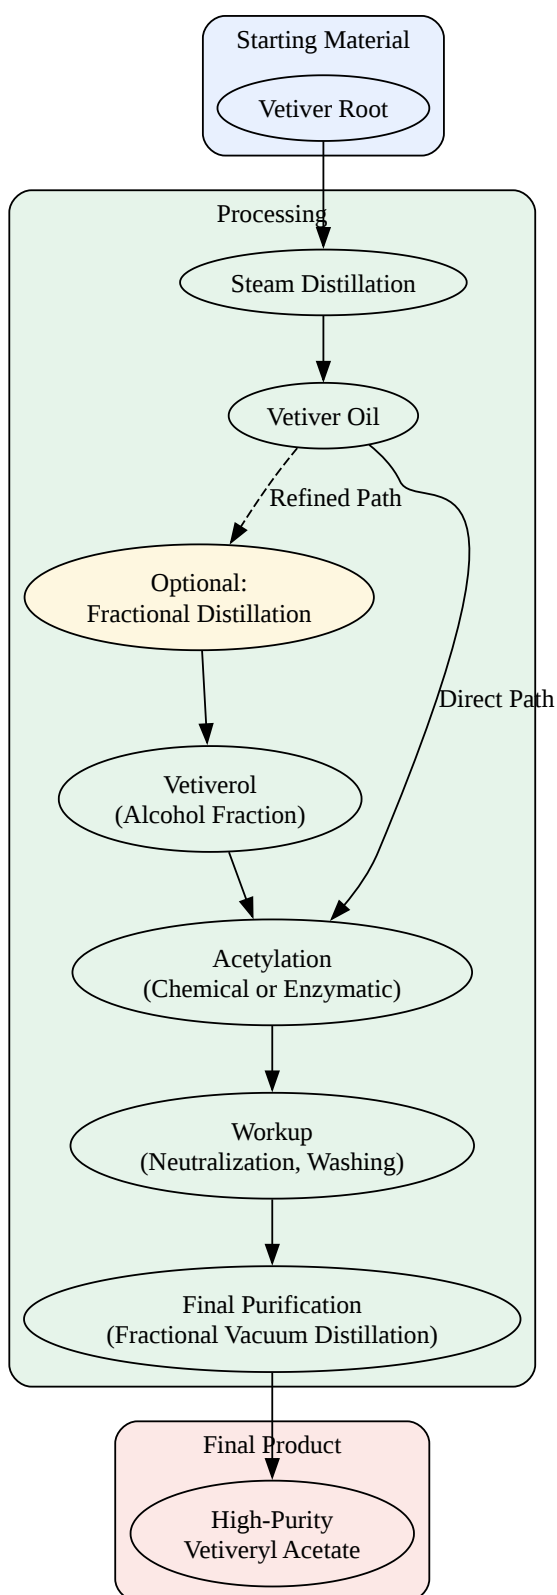 Starting Material
Vetiver Root
Processing
Steam Distillation
Vetiver Oil
Refined Path
Optional:
Fractional Distillation
Direct Path
Vetiverol
(Alcohol Fraction)
Acetylation
(Chemical or Enzymatic)
Workup
(Neutralization, Washing)
Final Purification
(Fractional Vacuum Distillation)
Final Product
High-Purity
Vetiveryl Acetate